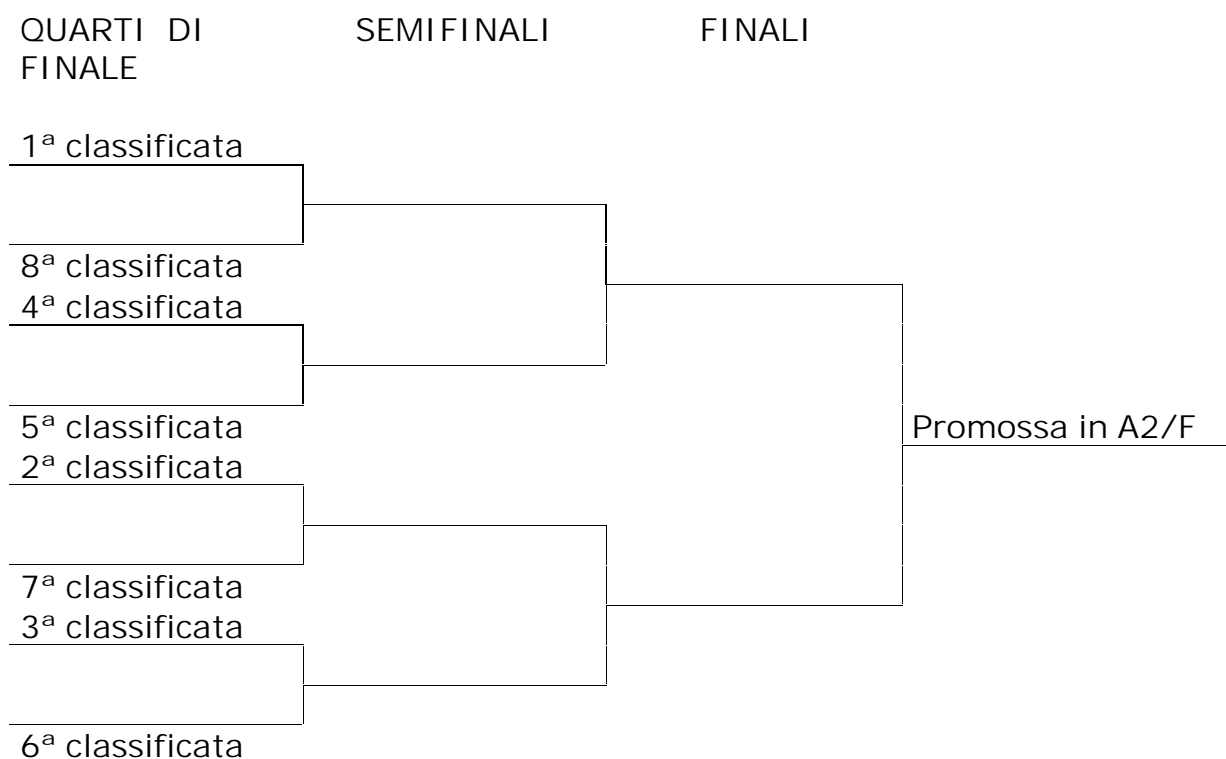 QUARTI DI FINALE SEMIFINALI FINALI
1ª classificata
8ª classificata
4ª classificata
5ª classificata
Promossa in A2/F
2ª classificata
7ª classificata
3ª classificata
6ª classificata